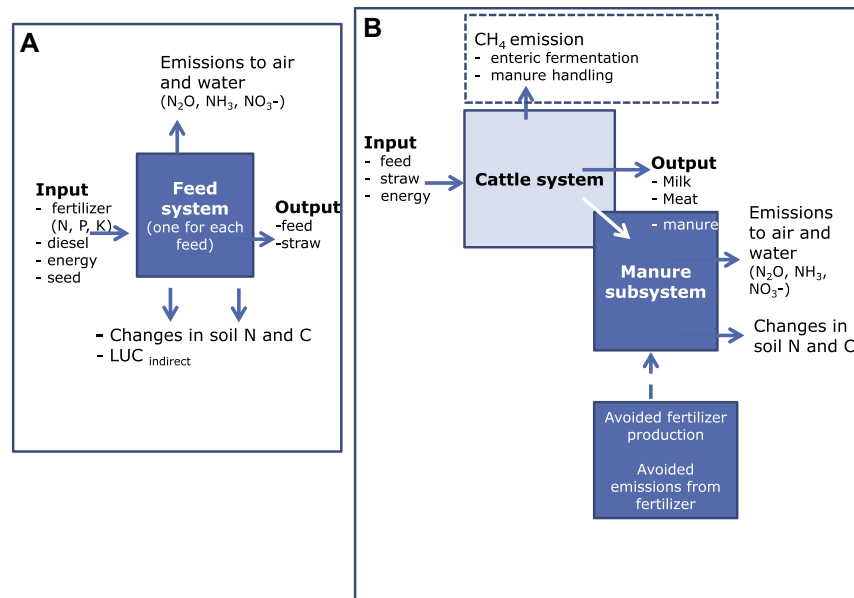 A
Emissions to air
and water
(N₂O, NH₃, NO₃-)
Input
- fertilizer
(N, P, K)
- diesel
- energy
- seed
Feed
system
(one for each
feed)
Output
-feed
-straw
- Changes in soil N and C
- LUC indirect
B
CH₄ emission
- enteric fermentation
- manure handling
Input
- feed
- straw
- energy
Cattle system
Output
- Milk
- Meat
- manure
Manure
subsystem
Emissions
to air and
water
(N₂O, NH₃,
NO₃-)
Changes in
soil N and C
Avoided fertilizer
production
Avoided
emissions from
fertilizer